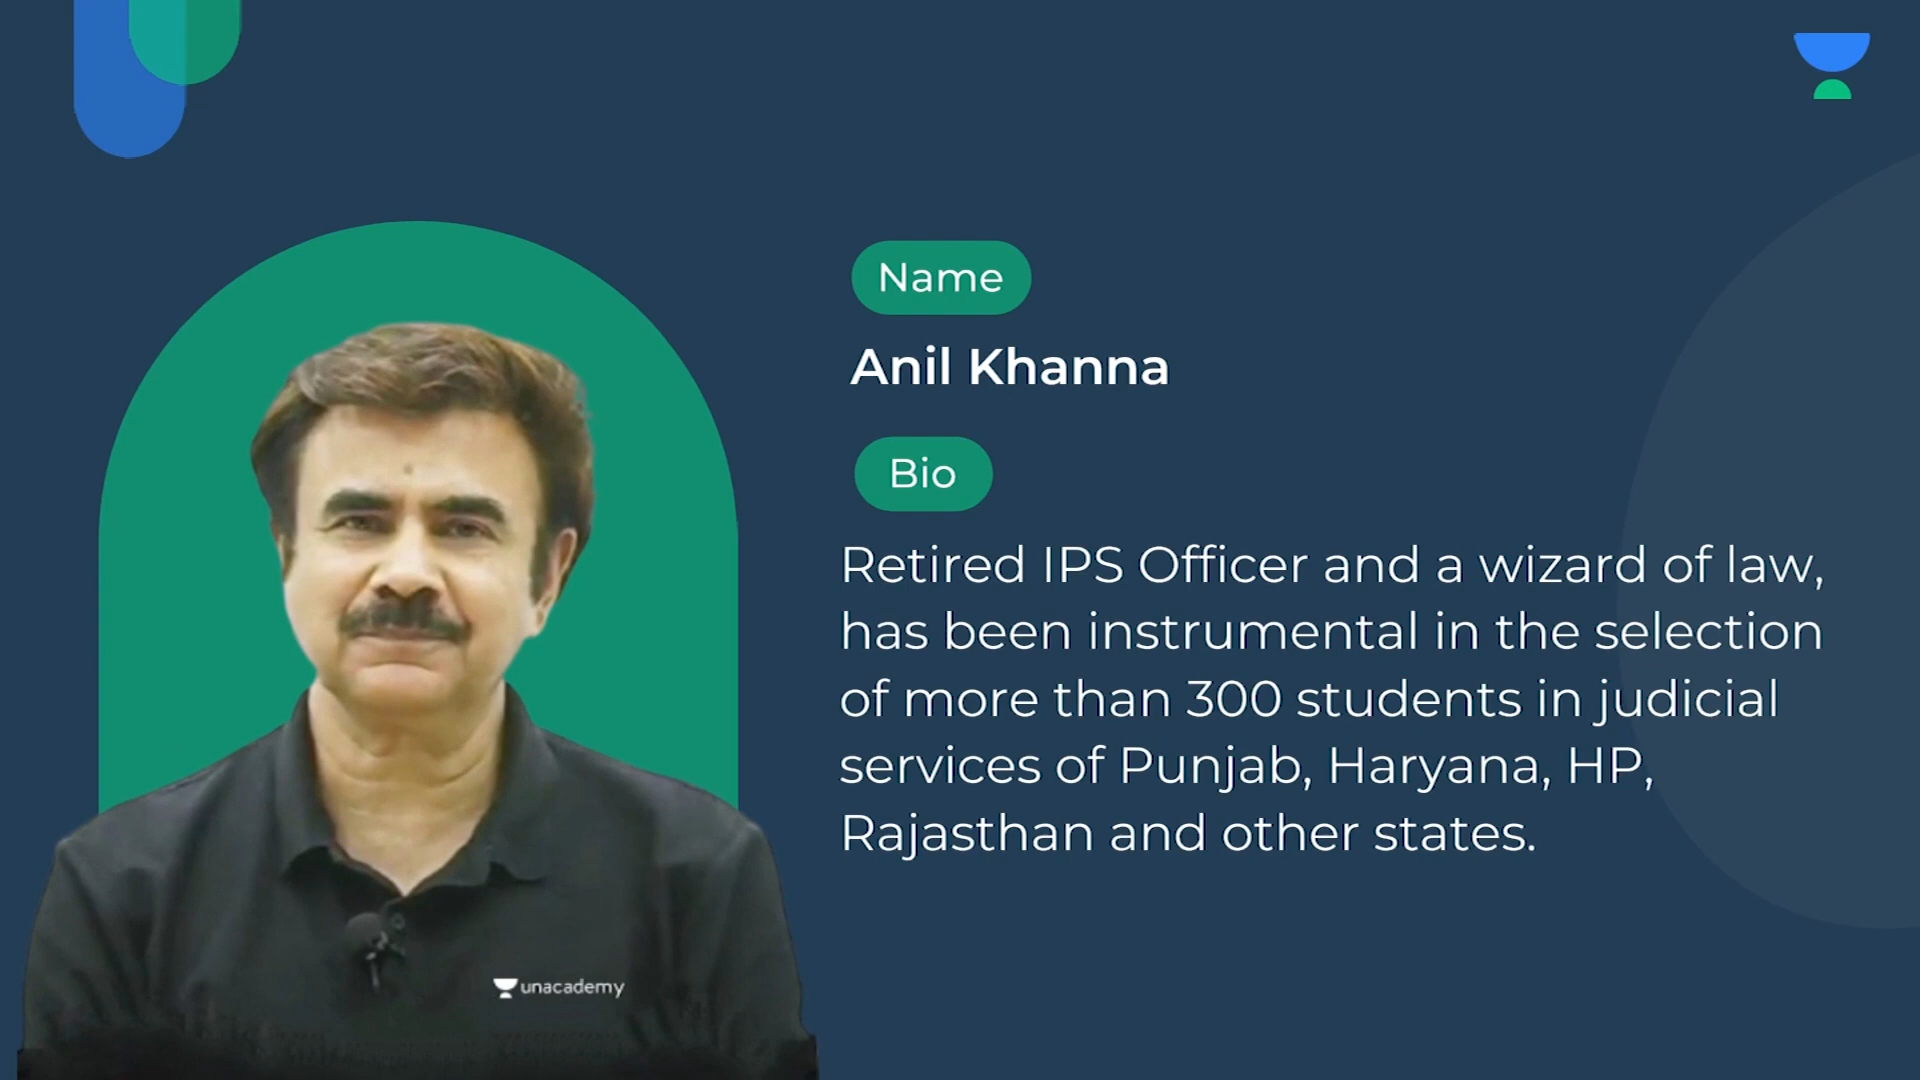 Name
Anil Khanna
Bio
Retired IPS Officer and a wizard of law,
has been instrumental in the selection
of more than 300 students in judicial
services of Punjab, Haryana, HP,
Rajasthan and other states.
unacademy